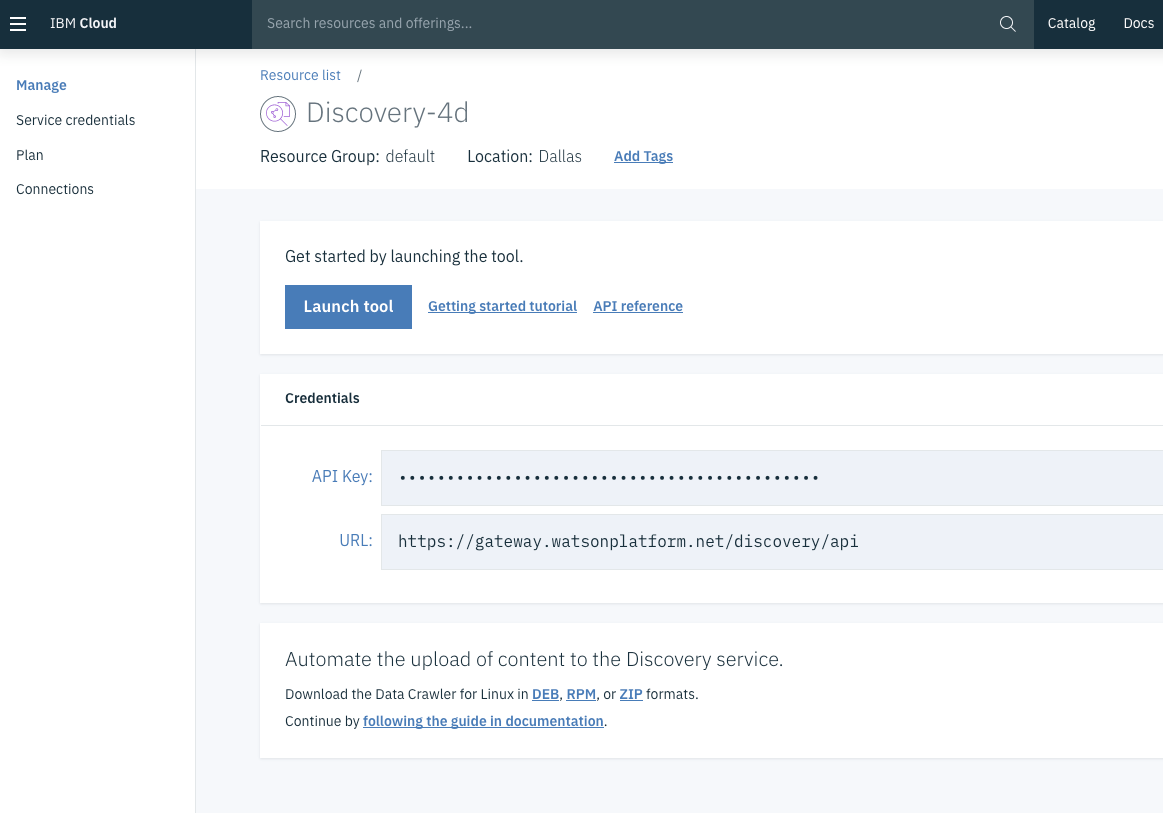 IBM Cloud
Search resources and offerings...
Catalog
Docs
Manage
Service credentials
Plan
Connections
Resource list /
Discovery-4d
Resource Group: default Location: Dallas Add Tags
Get started by launching the tool.
Launch tool Getting started tutorial API reference
Credentials
API Key: ••••••••••••••••••••••••••••••••••••••••••••
URL: https://gateway.watsonplatform.net/discovery/api
Automate the upload of content to the Discovery service.
Download the Data Crawler for Linux in DEB, RPM, or ZIP formats.
Continue by following the guide in documentation.